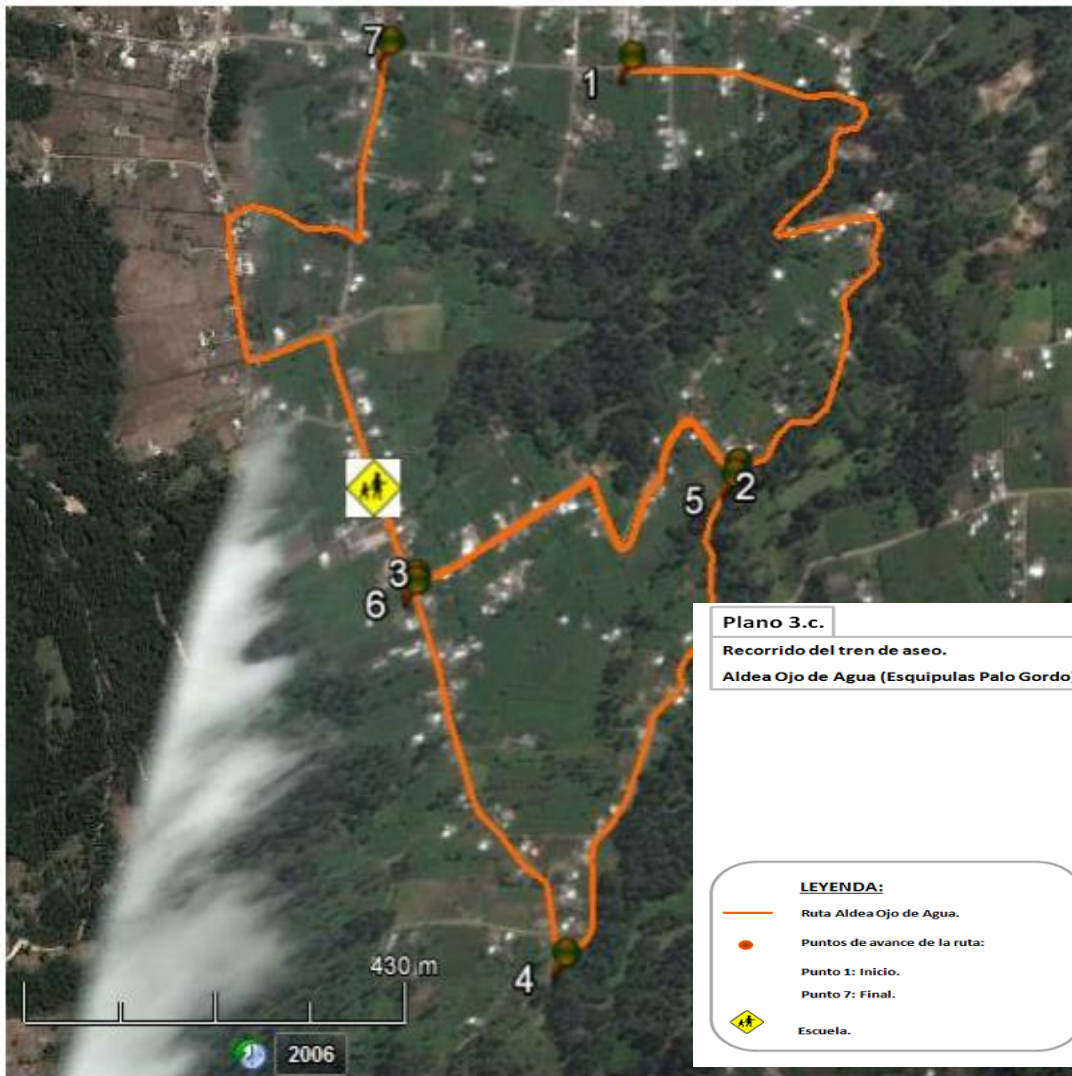 7
1
5
2
3
6
4
430 m
2006
Plano 3.c.
Recorrido del tren de aseo.
Aldea Ojo de Agua (Esquipulas Palo Gordo)
LEYENDA:
Ruta Aldea Ojo de Agua.
Puntos de avance de la ruta:
Punto 1: Inicio.
Punto 7: Final.
Escuela.